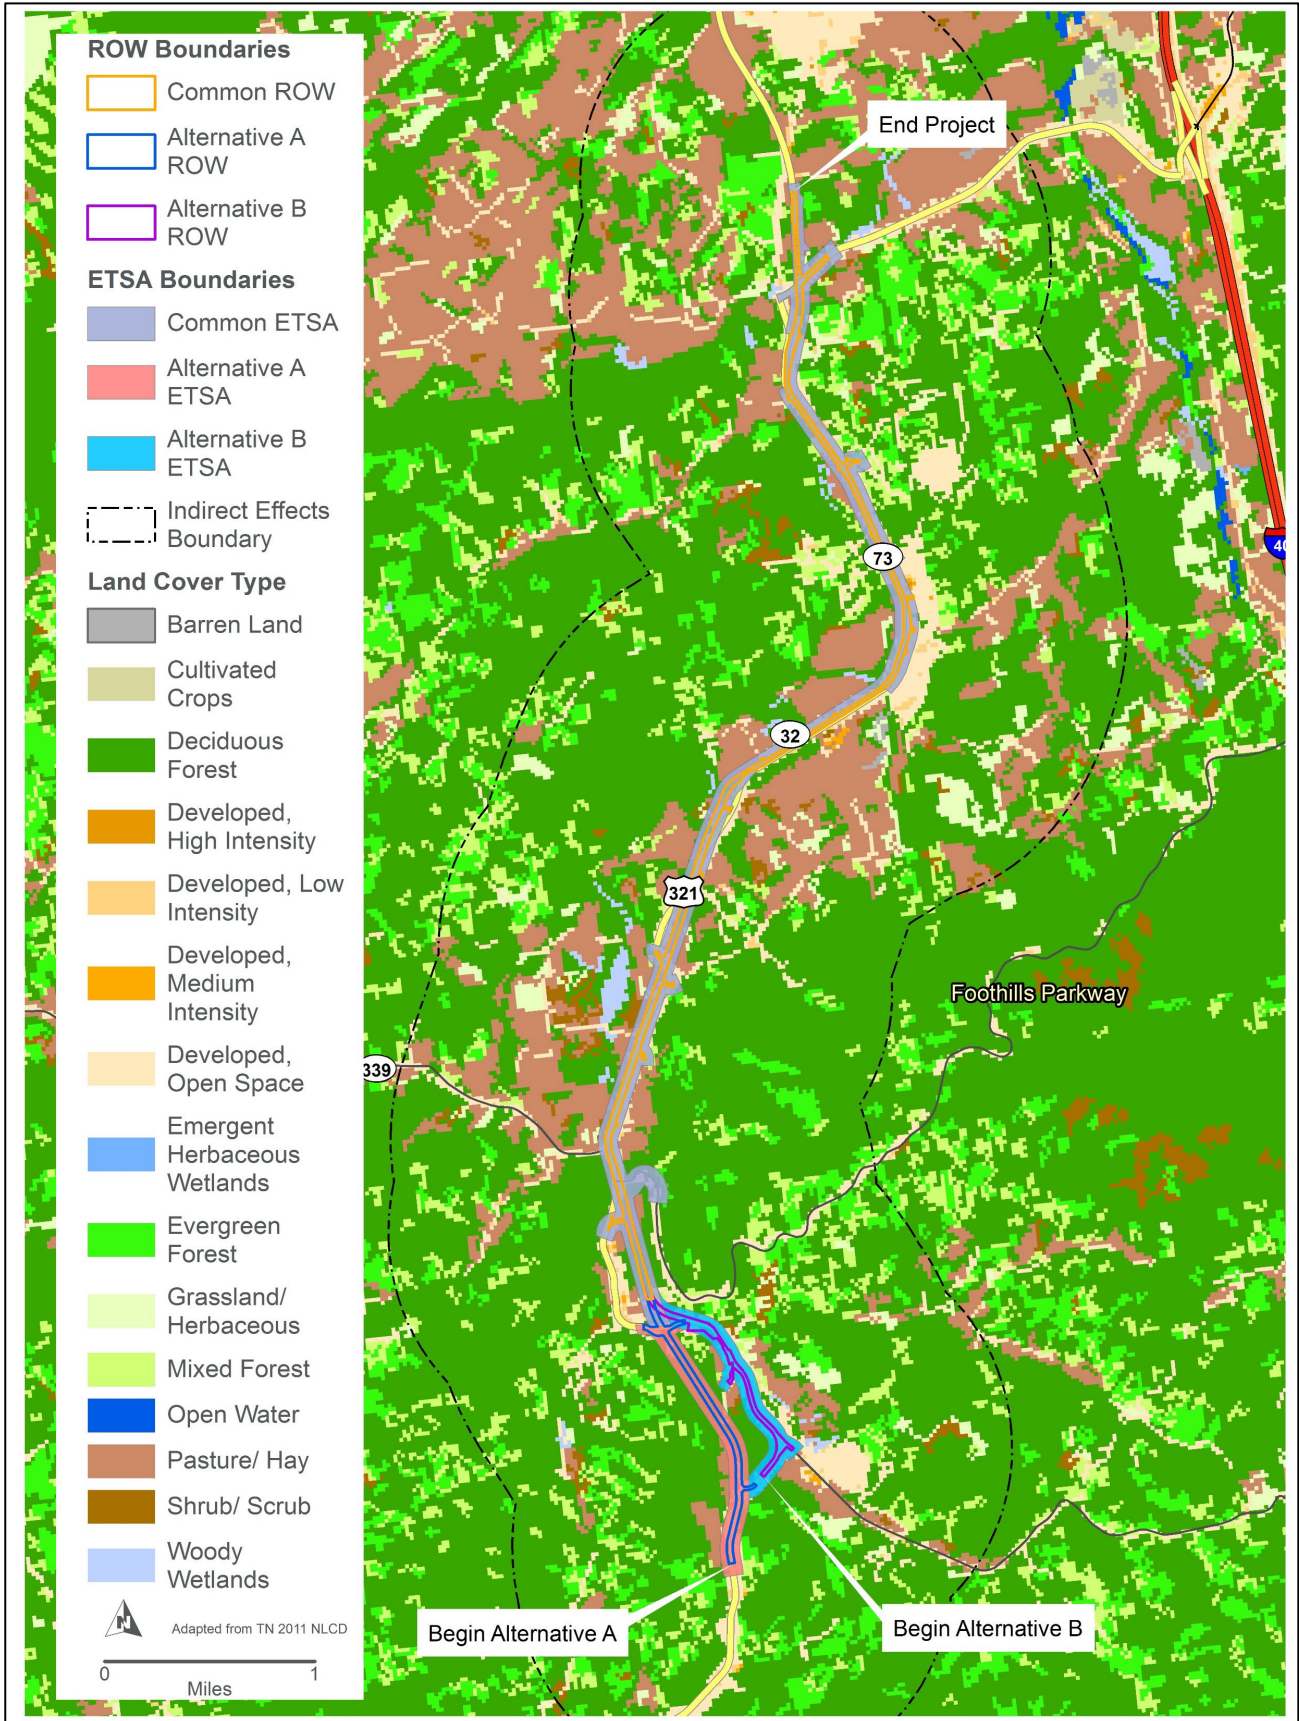 ROW Boundaries
Common ROW
Alternative A
ROW
Alternative B
ROW
ETSA Boundaries
Common ETSA
Alternative A
ETSA
Alternative B
ETSA
Indirect Effects
Boundary
Land Cover Type
Barren Land
Cultivated
Crops
Deciduous
Forest
Developed,
High Intensity
Developed, Low
Intensity
Developed,
Medium
Intensity
Developed,
Open Space
Emergent
Herbaceous
Wetlands
Evergreen
Forest
Grassland/
Herbaceous
Mixed Forest
Open Water
Pasture/ Hay
Shrub/ Scrub
Woody
Wetlands
N
Adapted from TN 2011 NLCD
0 1
Miles
End Project
40
73
32
321
Foothills Parkway
339
Begin Alternative A
Begin Alternative B